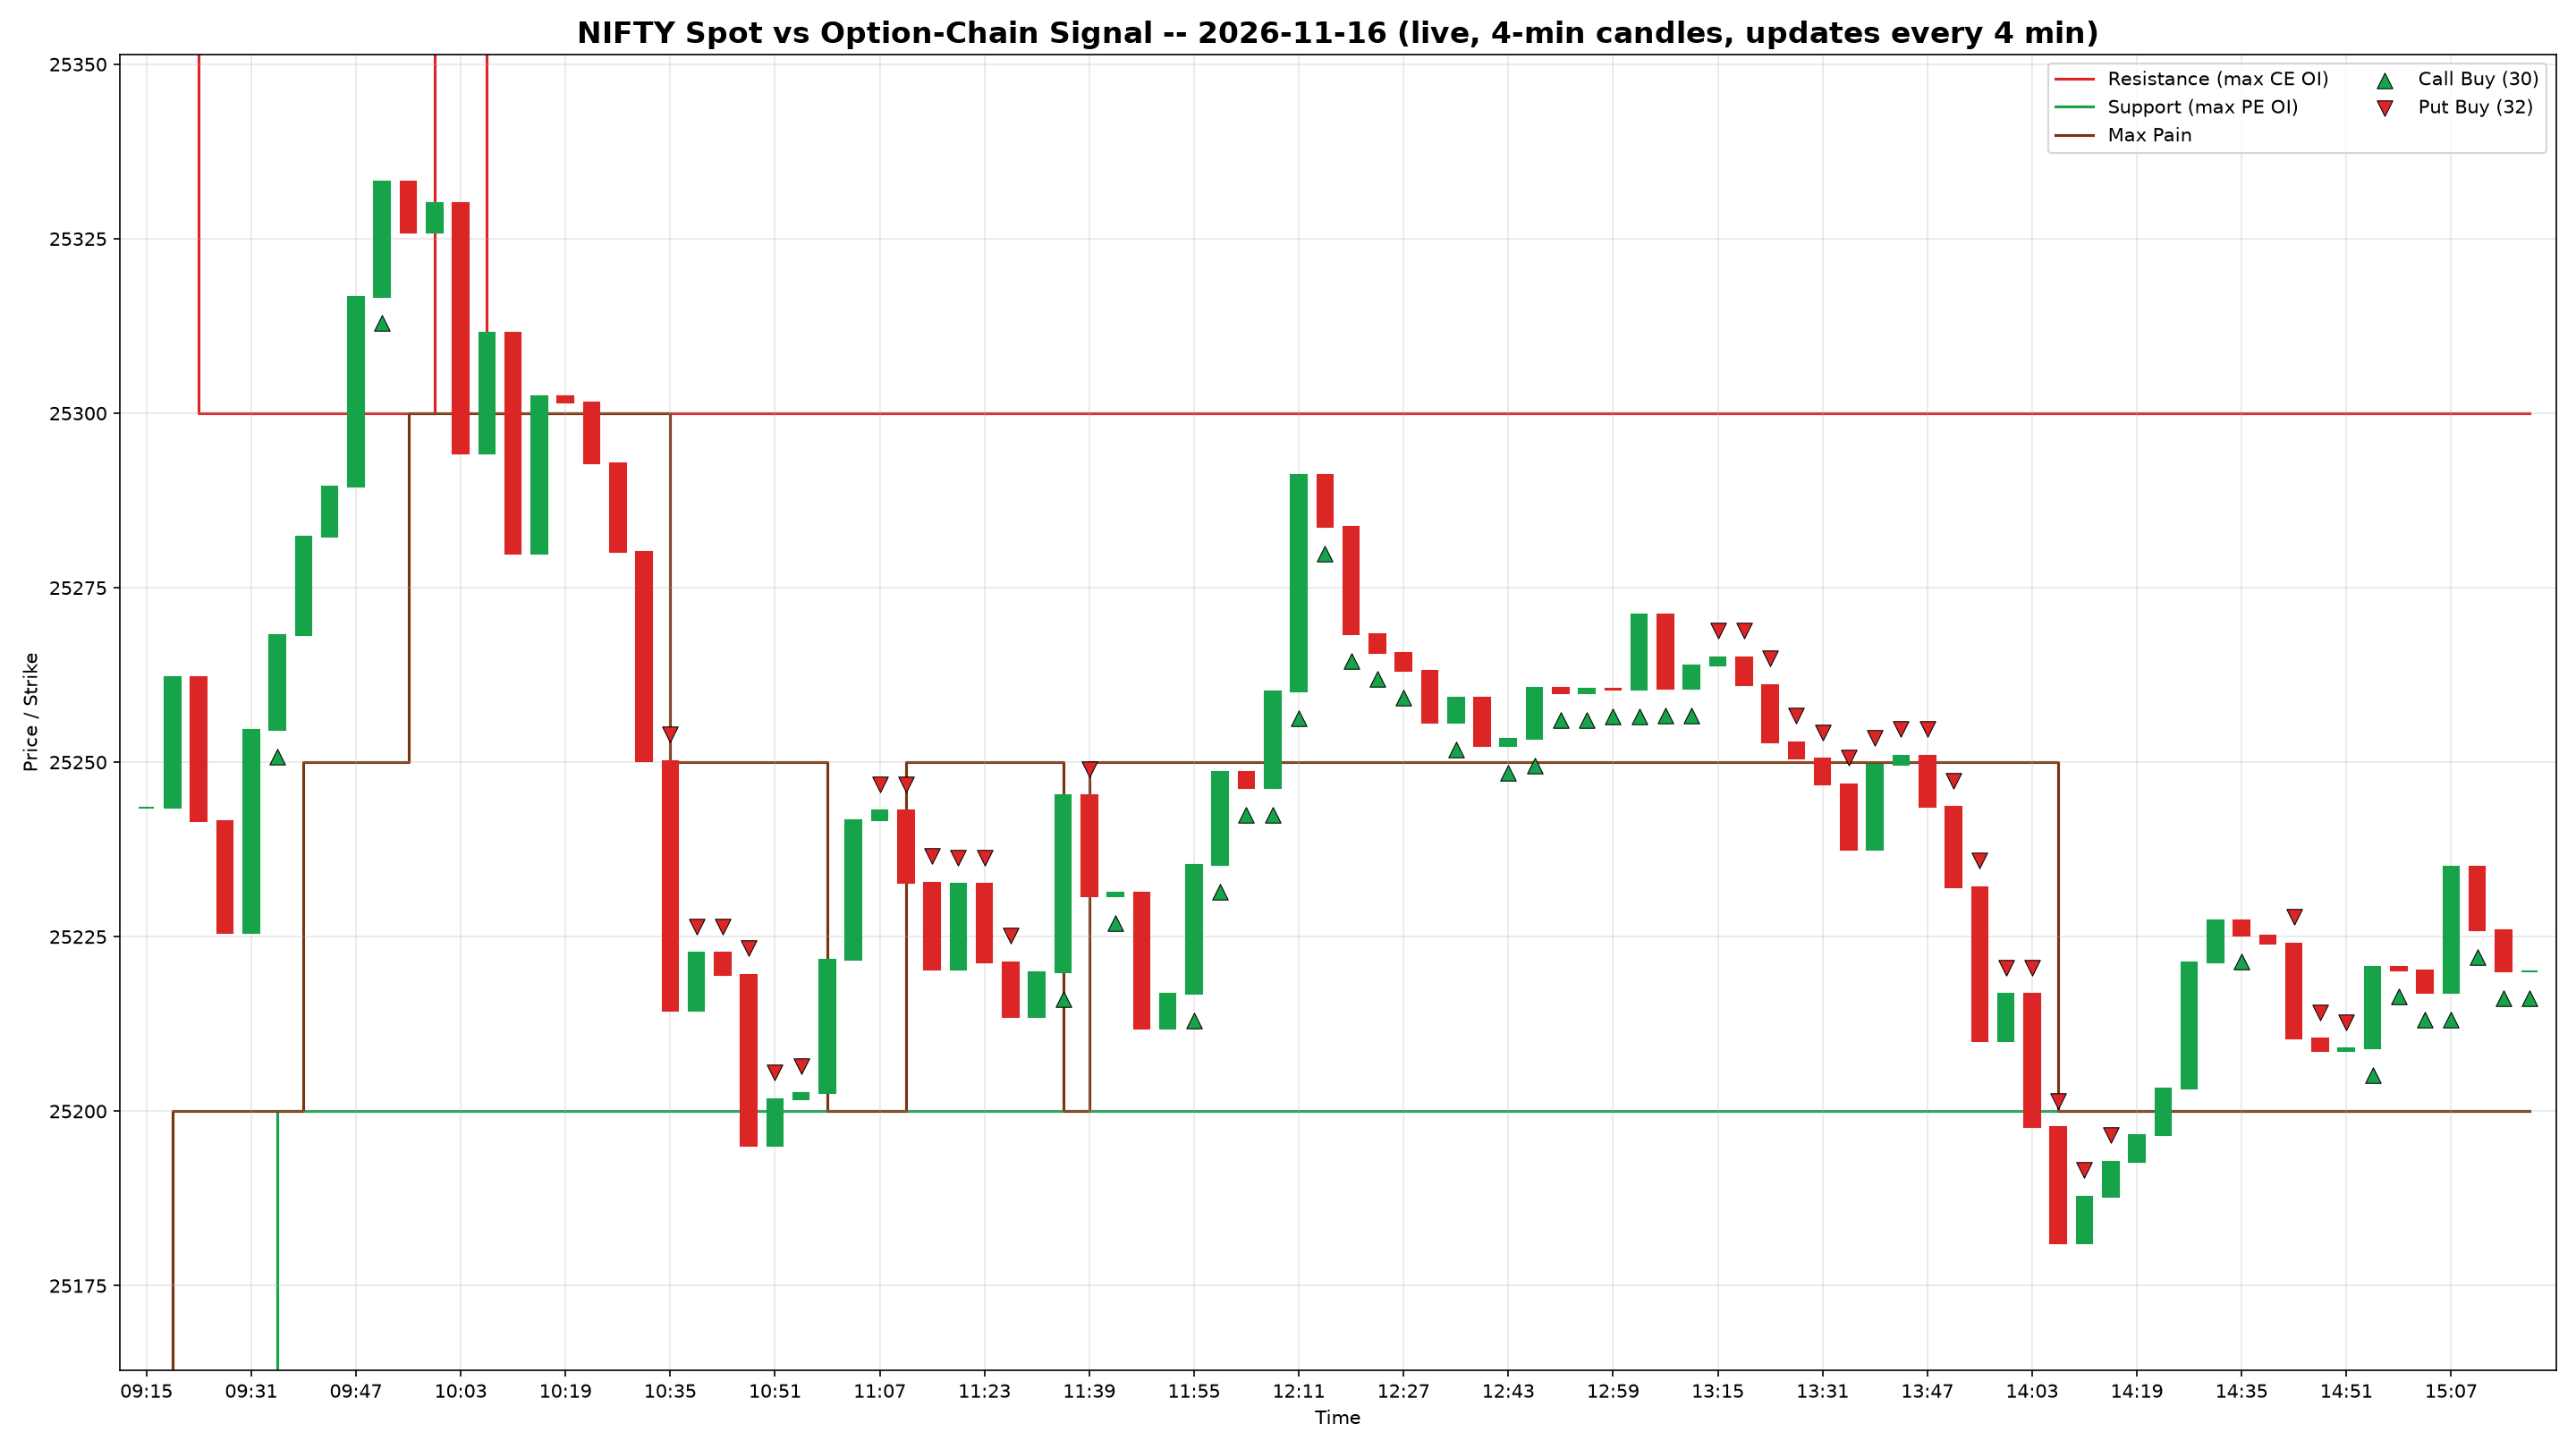 NIFTY Spot vs Option-Chain Signal -- 2026-11-16 (live, 4-min candles, updates every 4 min)
Resistance (max CE OI)
Support (max PE OI)
Max Pain
Call Buy (30)
Put Buy (32)
Price / Strike
25350
25325
25300
25275
25250
25225
25200
25175
09:15 09:31 09:47 10:03 10:19 10:35 10:51 11:07 11:23 11:39 11:55 12:11 12:27 12:43 12:59 13:15 13:31 13:47 14:03 14:19 14:35 14:51 15:07
Time